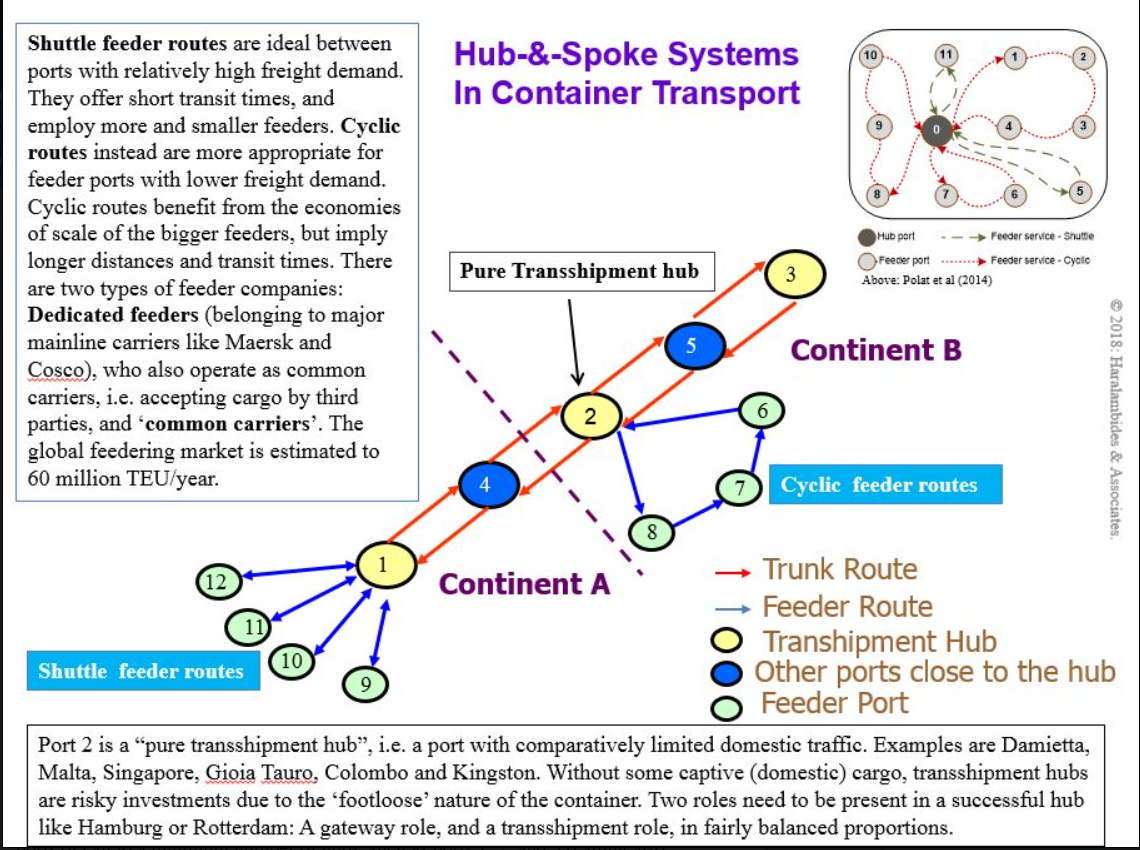 Shuttle feeder routes are ideal between
ports with relatively high freight demand.
They offer short transit times, and
employ more and smaller feeders. Cyclic
routes instead are more appropriate for
feeder ports with lower freight demand.
Cyclic routes benefit from the economies
of scale of the bigger feeders, but imply
longer distances and transit times. There
are two types of feeder companies:
Dedicated feeders (belonging to major
mainline carriers like Maersk and
Cosco), who also operate as common
carriers, i.e. accepting cargo by third
parties, and ‘common carriers’. The
global feedering market is estimated to
60 million TEU/year.
Hub-&-Spoke Systems
In Container Transport
10
11
1
2
9
0
4
3
8
7
6
5
Hub port
Feeder service - Shuttle
Feeder port
Feeder service - Cyclic
Above: Polat et al (2014)
Pure Transshipment hub
3
5
Continent B
2
6
4
7
Cyclic feeder routes
8
1
12
Continent A
11
10
9
Shuttle feeder routes
Trunk Route
Feeder Route
Transhipment Hub
Other ports close to the hub
Feeder Port
© 2018: Haralambides & Associates.
Port 2 is a “pure transshipment hub”, i.e. a port with comparatively limited domestic traffic. Examples are Damietta,
Malta, Singapore, Gioia Tauro, Colombo and Kingston. Without some captive (domestic) cargo, transshipment hubs
are risky investments due to the ‘footloose’ nature of the container. Two roles need to be present in a successful hub
like Hamburg or Rotterdam: A gateway role, and a transshipment role, in fairly balanced proportions.